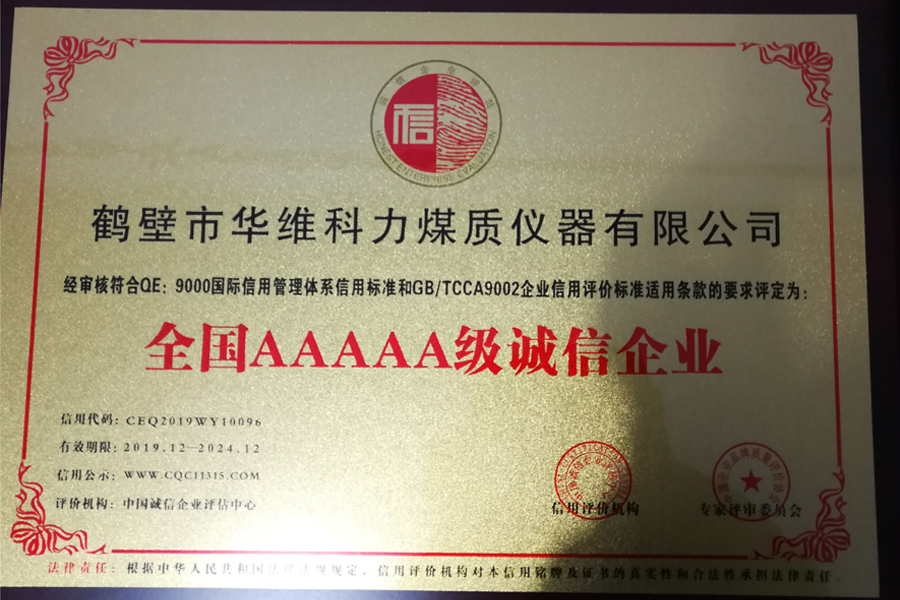 诚信企业评估
信
HONEST ENTERPRISE EVALUATION
鹤壁市华维科力煤质仪器有限公司
经审核符合QE：9000国际信用管理体系信用标准和GB/TCCA9002企业信用评价标准适用条款的要求评定为：
全国AAAAA级诚信企业
信用代码：CEQ2019WY10096
有效期限：2019.12—2024.12
信用公示：WWW.CQC11315.COM
评价机构：中国诚信企业评估中心
信用评价机构
专家评审委员会
法律责任：根据中华人民共和国法律法规规定，信用评价机构对本信用铭牌及证书的真实性和合法性承担法律责任。